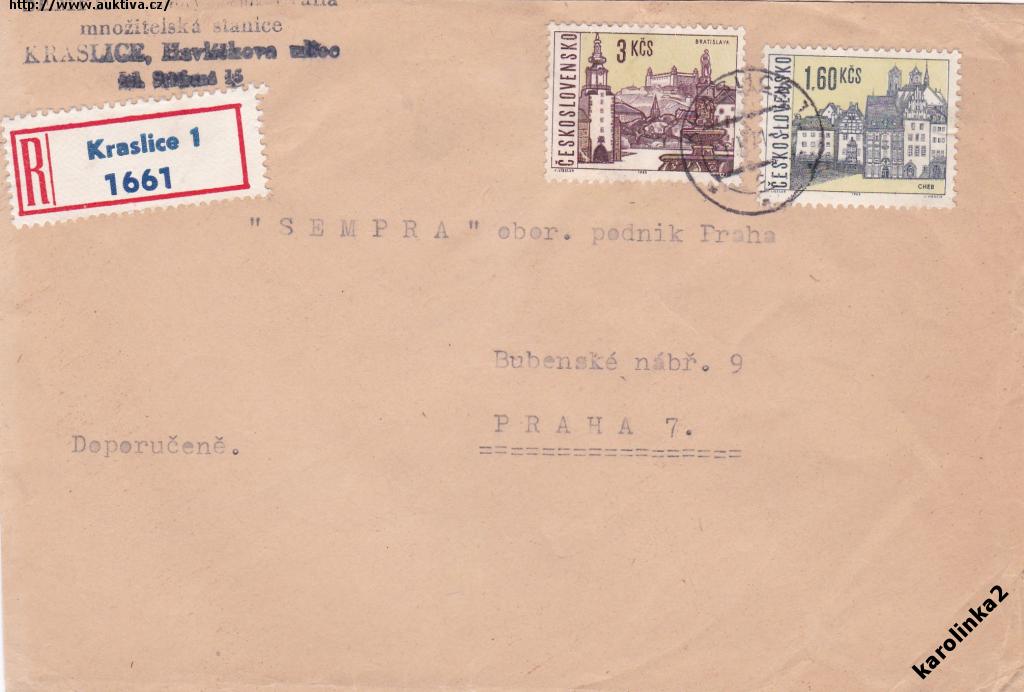 http://www.auktiva.cz/
množitelská stanice
KRASLICE, Havlíčkova ulice
15
R
Kraslice 1
1661
ČESKOSLOVENSKO
3 KČS
BRATISLAVA
ČESKOSLOVENSKO
1,60 KČS
CHEB
"SEMPRA" obor. podnik Praha
Bubenské nábř. 9
PRAHA 7.
Doporučeně.
karolinka2